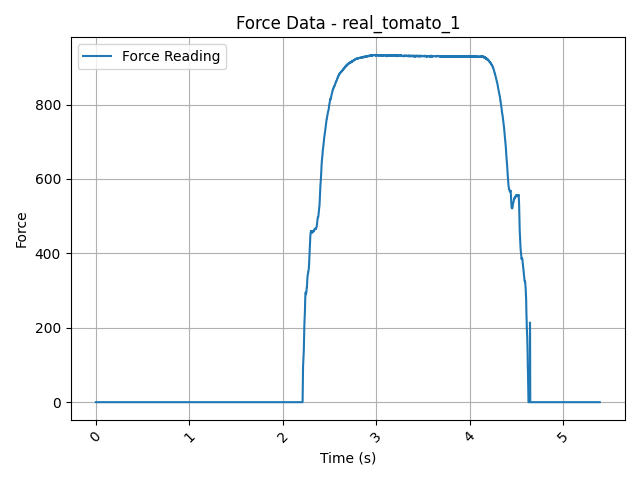 Force Data - real_tomato_1
Force Reading
800
600
400
200
0
Force
0 1 2 3 4 5
Time (s)